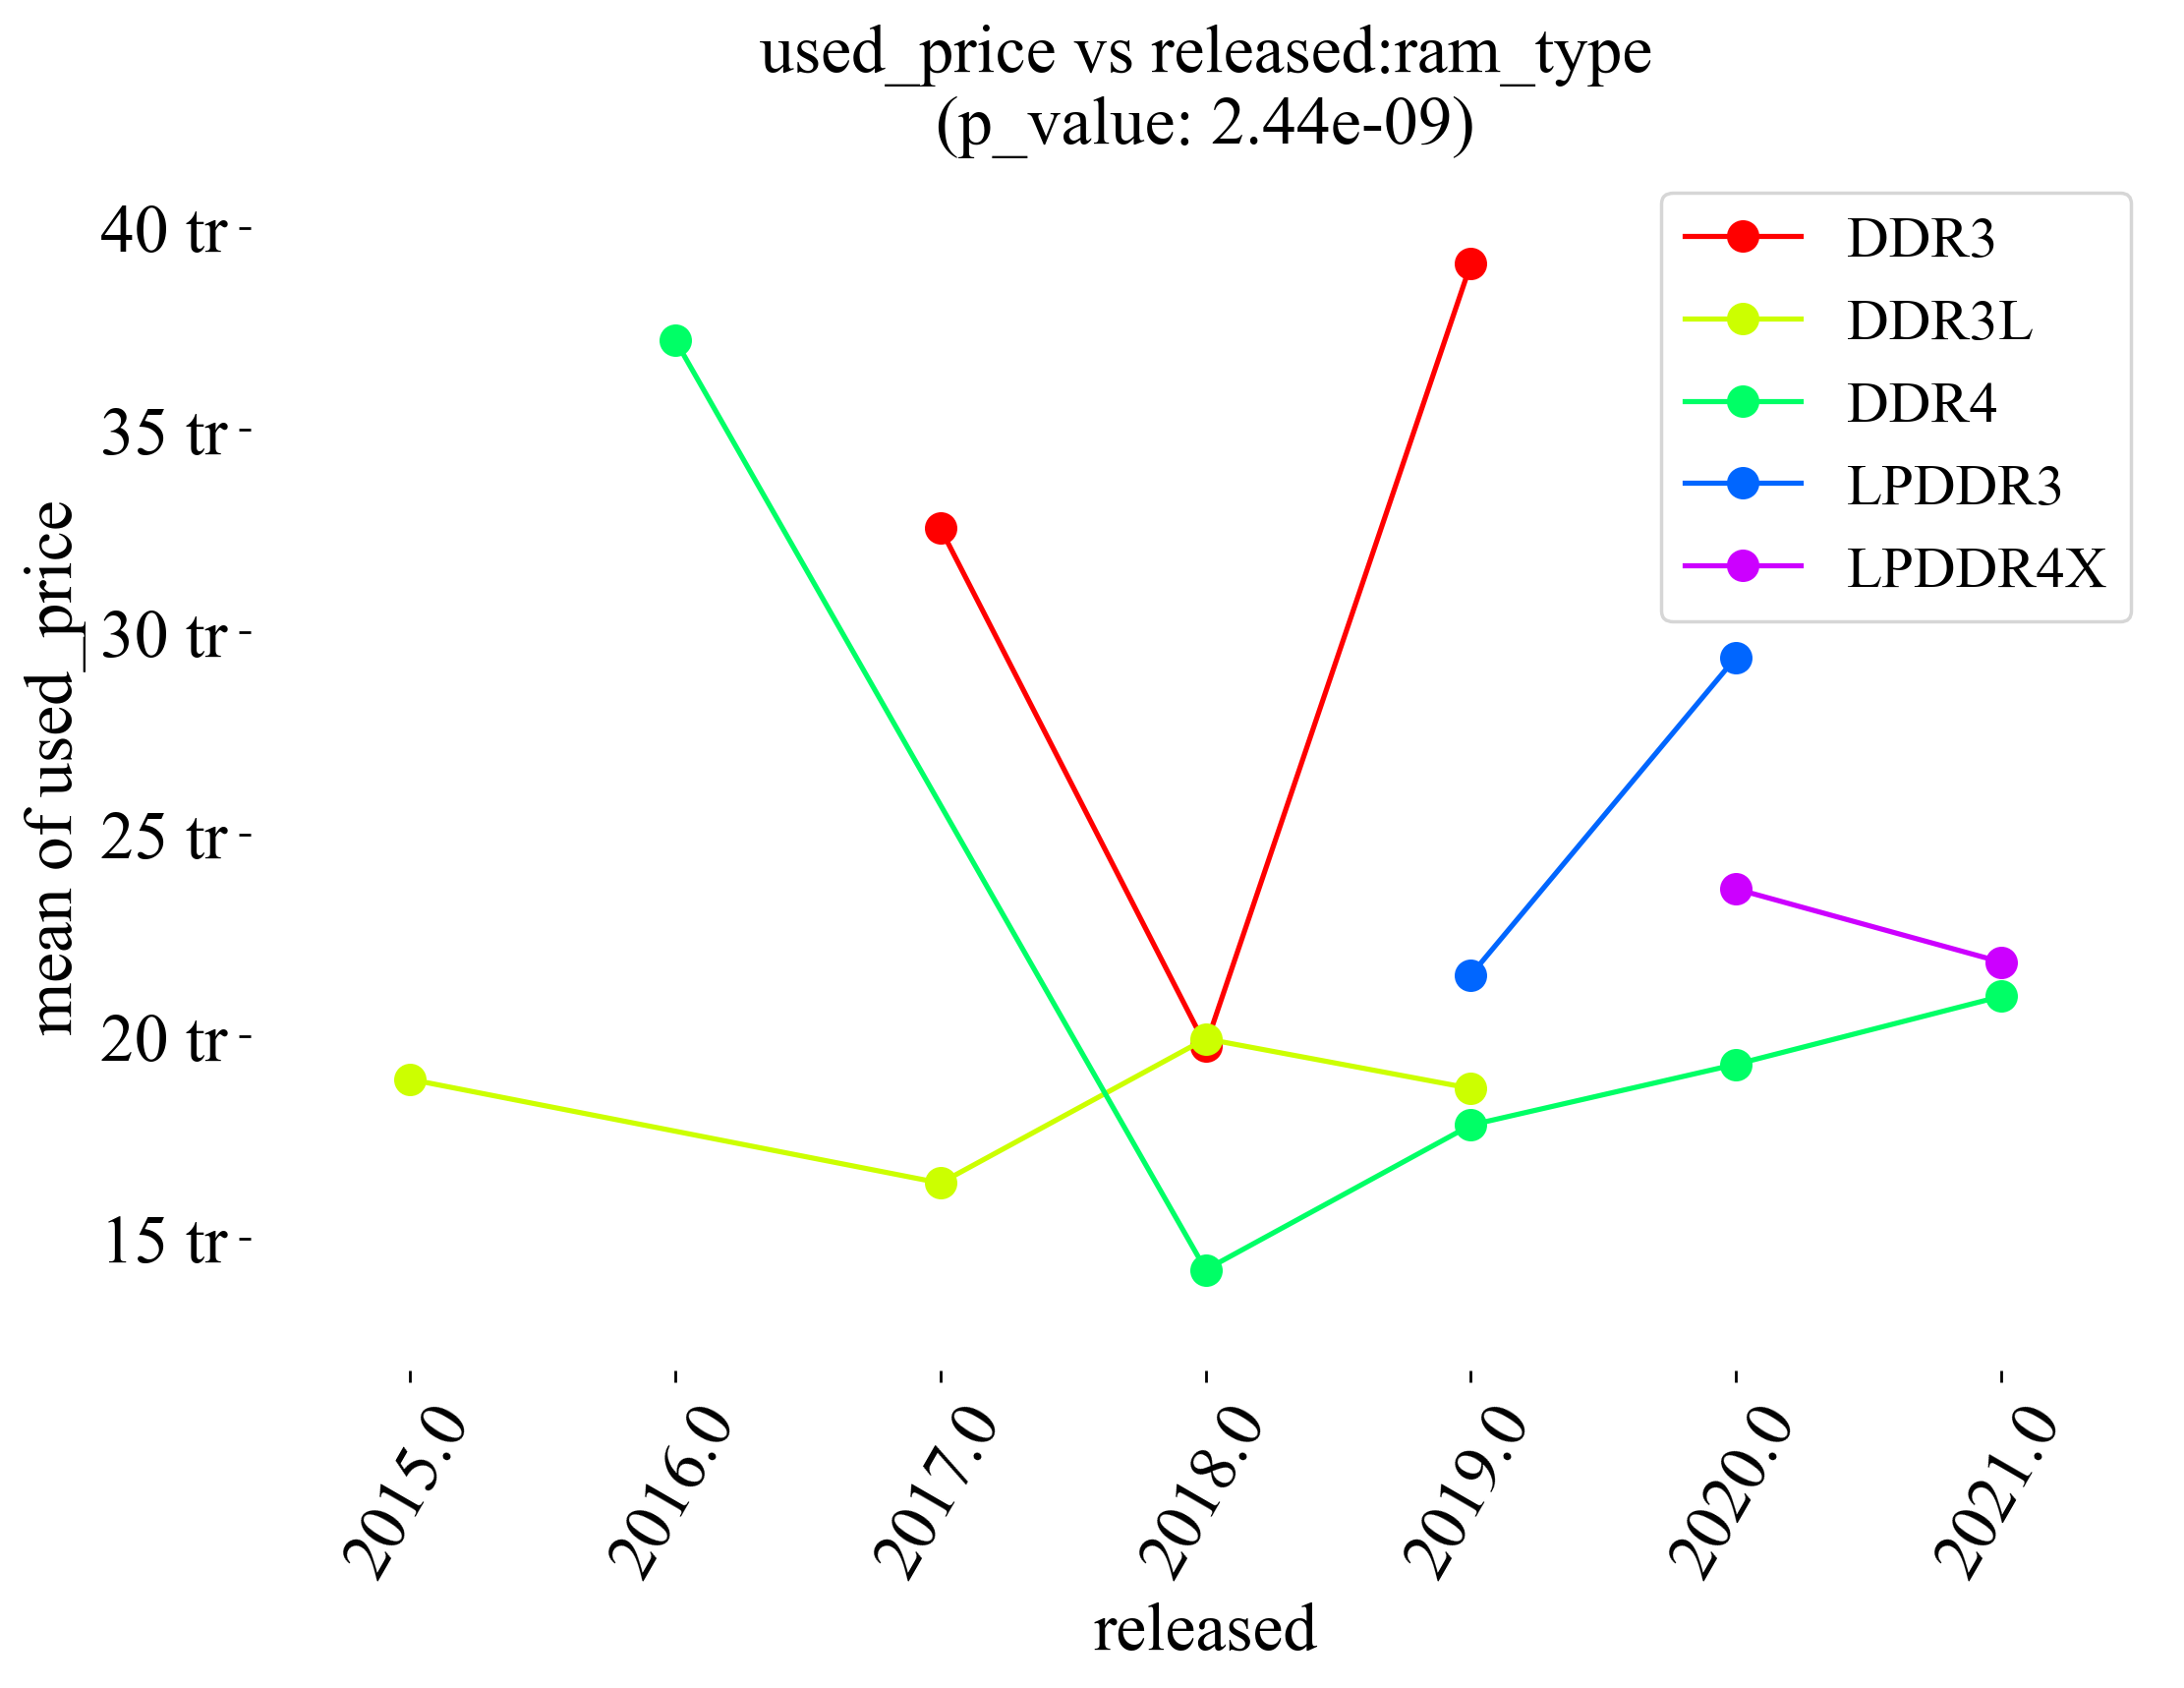 used_price vs released:ram_type
(p_value: 2.44e-09)
40 tr
35 tr
30 tr
25 tr
20 tr
15 tr
mean of used_price
DDR3
DDR3L
DDR4
LPDDR3
LPDDR4X
2015.0
2016.0
2017.0
2018.0
2019.0
2020.0
2021.0
released